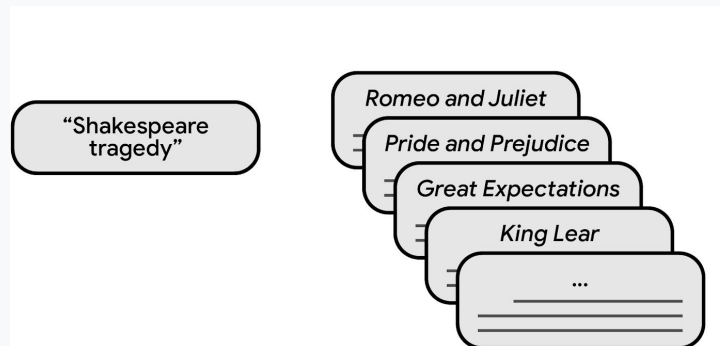 “Shakespeare
tragedy”
Romeo and Juliet
Pride and Prejudice
Great Expectations
King Lear
...